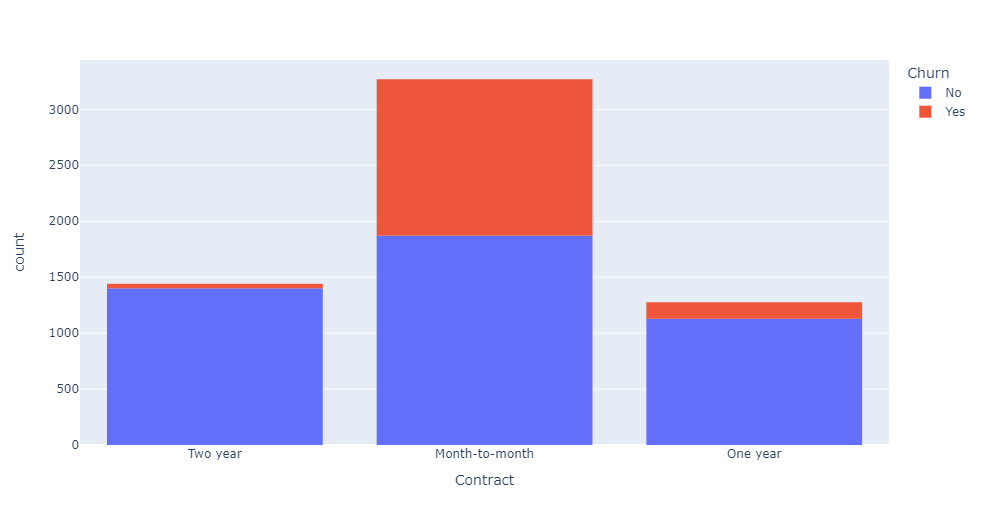 Churn
No
Yes
3000
2500
2000
1500
1000
500
0
count
Two year
Month-to-month
One year
Contract